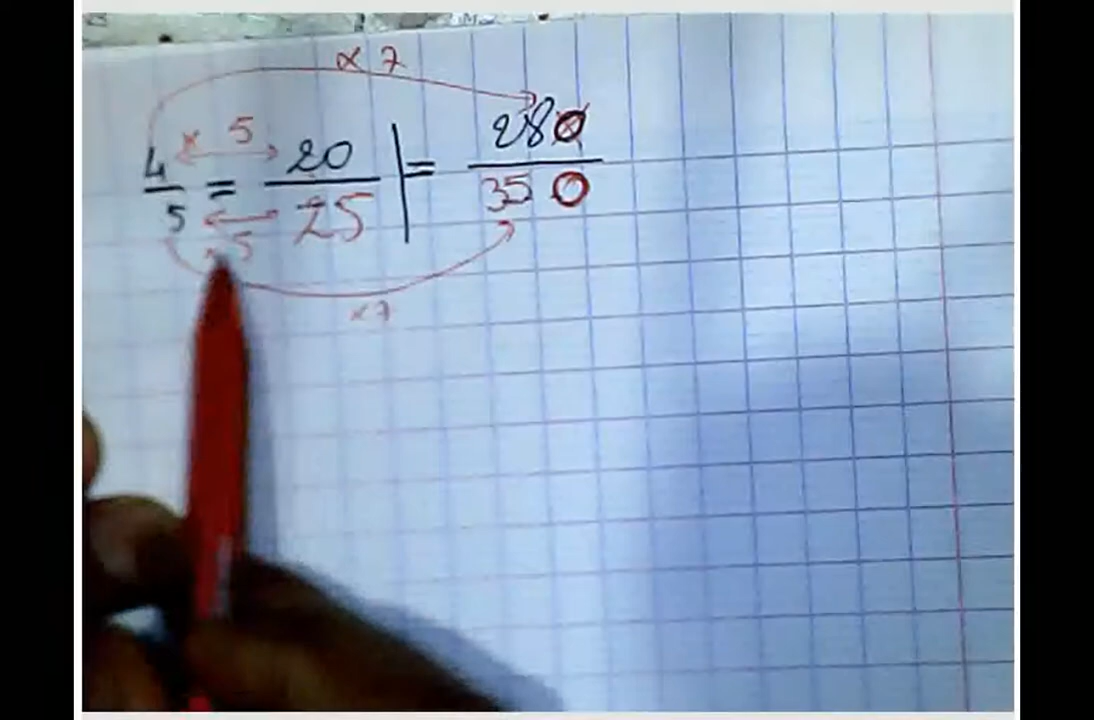 × 7
× 5
4/5 = 20/25 | = 280/350
× 5
× 7